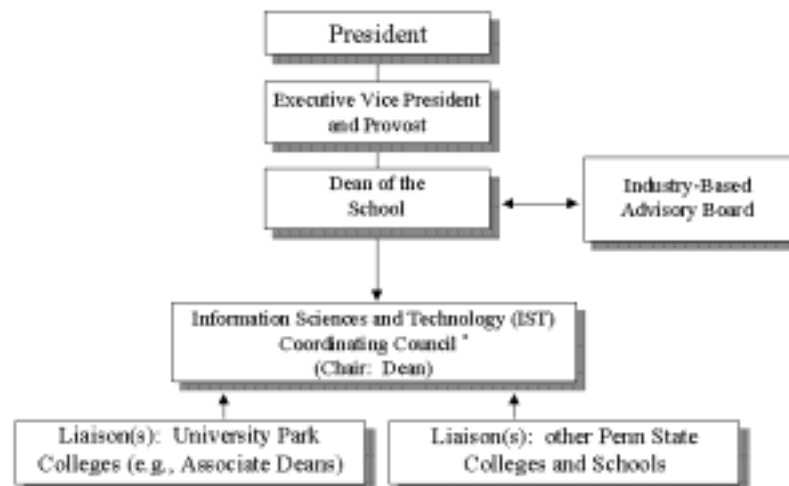 President
Executive Vice President
and Provost
Dean of the
School
Industry-Based
Advisory Board
Information Sciences and Technology (IST)
Coordinating Council *
(Chair: Dean)
Liaison(s): University Park
Colleges (e.g., Associate Deans)
Liaison(s): other Penn State
Colleges and Schools